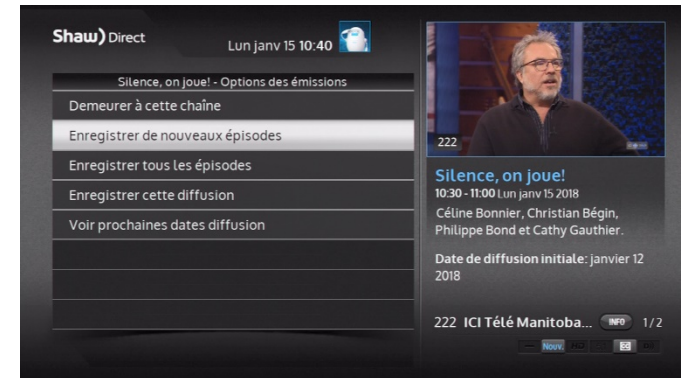 Shaw) Direct
Lun janv 15 10:40
Silence, on joue! - Options des émissions
Demeurer à cette chaîne
Enregistrer de nouveaux épisodes
Enregistrer tous les épisodes
Enregistrer cette diffusion
Voir prochaines dates diffusion
222
Silence, on joue!
10:30 - 11:00 Lun janv 15 2018
Céline Bonnier, Christian Bégin,
Philippe Bond et Cathy Gauthier.
Date de diffusion initiale: janvier 12
2018
222 ICI Télé Manitoba... INFO 1/2
Nouv. HD